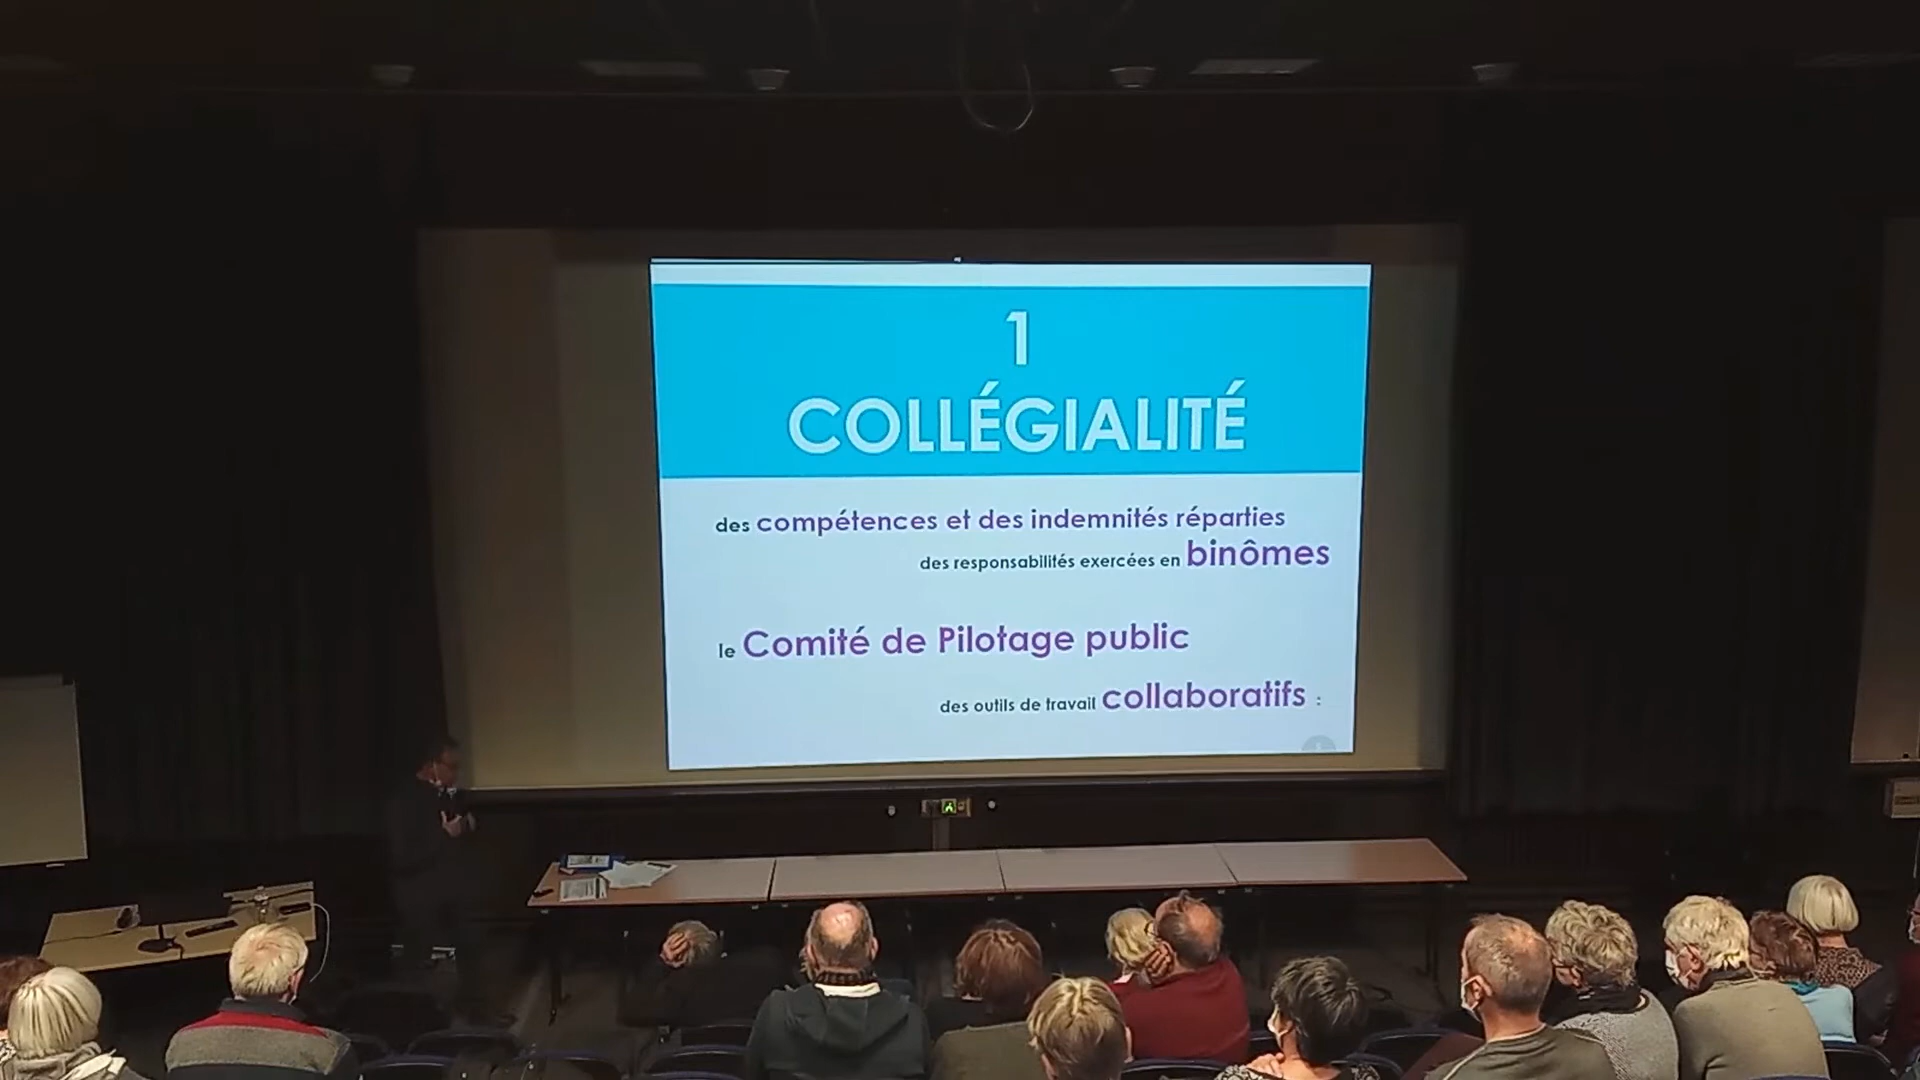 1
COLLÉGIALITÉ
des compétences et des indemnités réparties
des responsabilités exercées en binômes
le Comité de Pilotage public
des outils de travail collaboratifs :